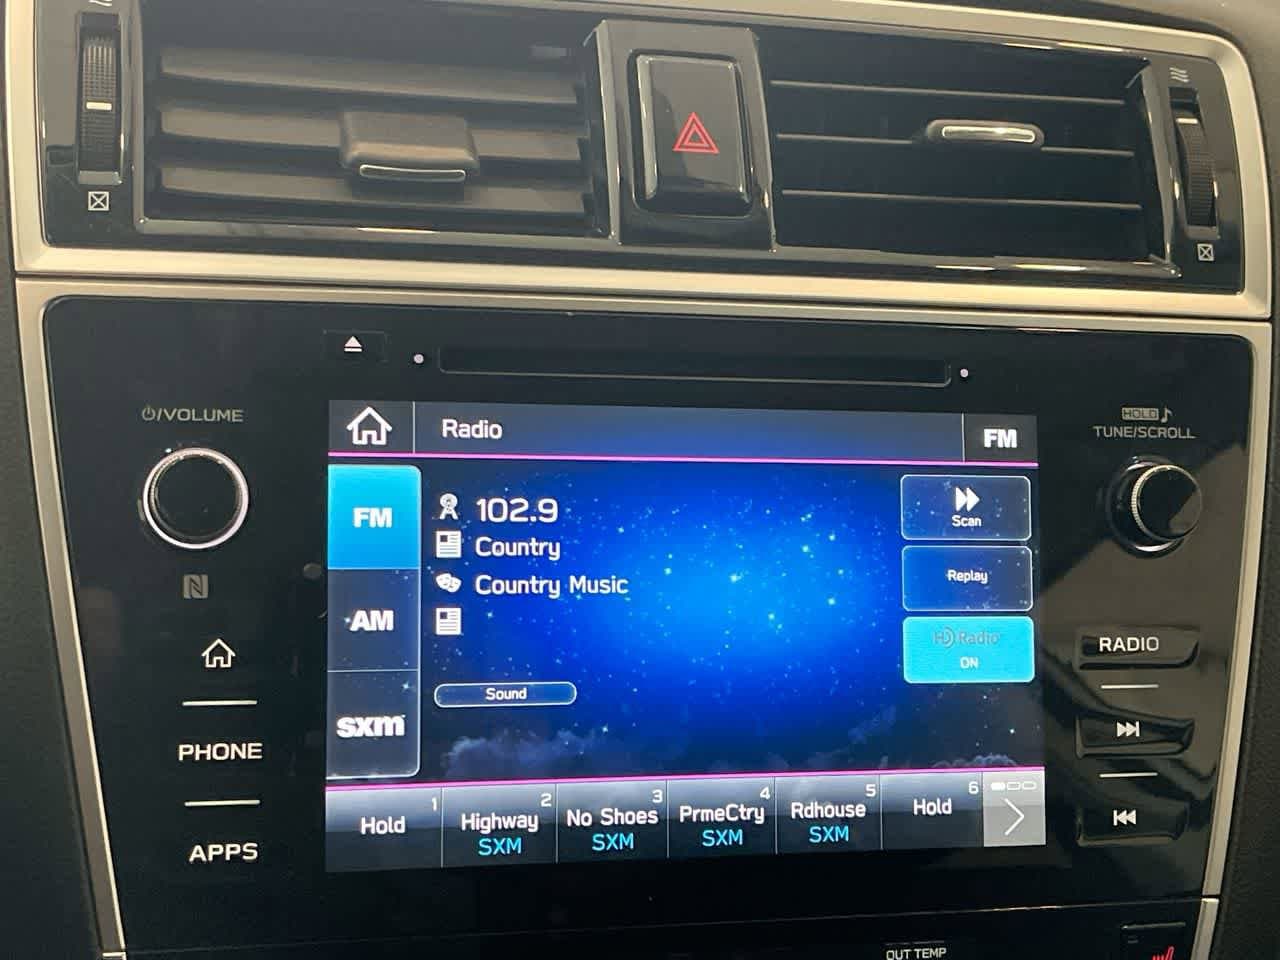 ⏻/VOLUME
HOLD
TUNE/SCROLL
Radio
FM
FM
102.9
Scan
Country
Country Music
Replay
AM
HD Radio
ON
Sound
sxm
PHONE
APPS
RADIO
1
Hold
2
Highway
SXM
3
No Shoes
SXM
4
PrmeCtry
SXM
5
Rdhouse
SXM
6
Hold
OUT TEMP